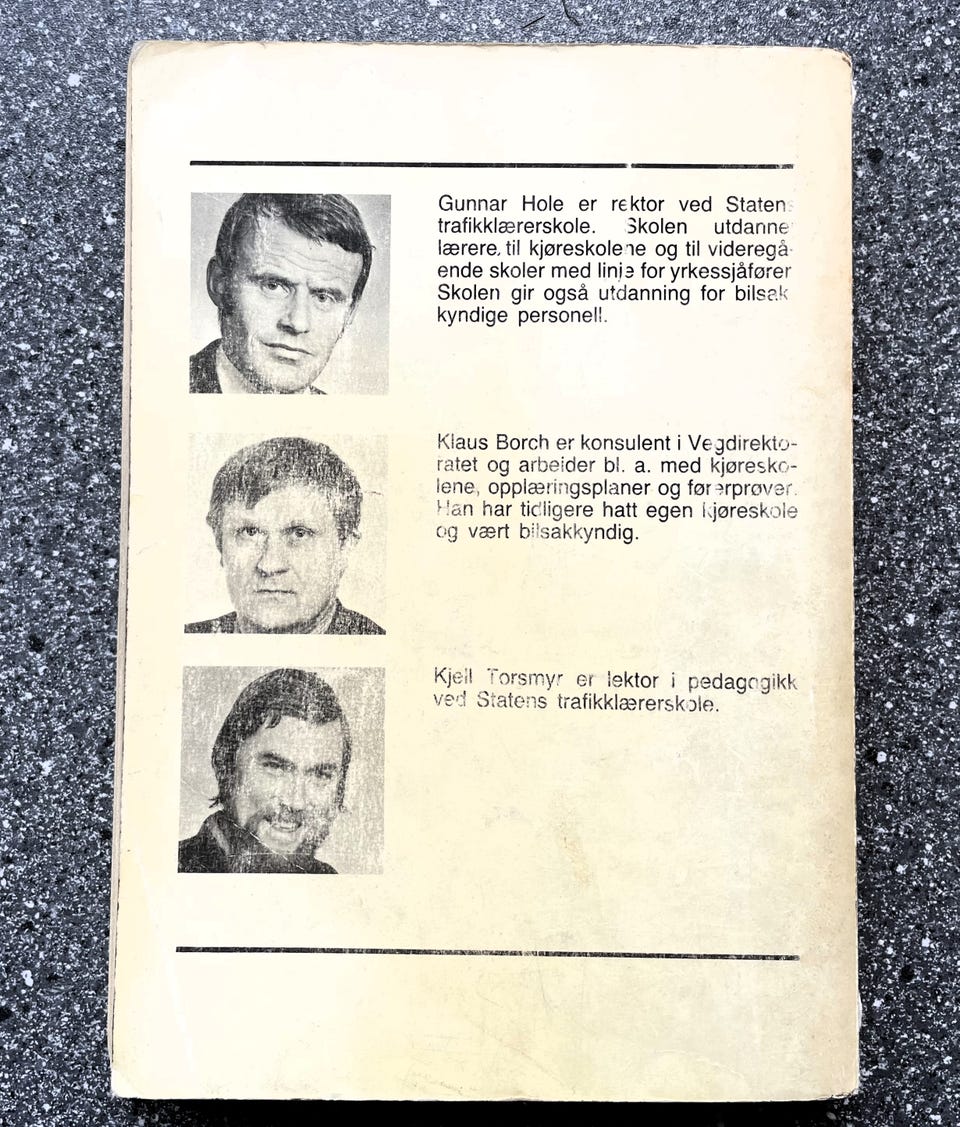 Gunnar Hole er rektor ved Statens
trafikklærerskole. Skolen utdanner
lærere til kjøreskolene og til videregå-
ende skoler med linje for yrkessjåfører
Skolen gir også utdanning for bilsak
kyndige personell.
Klaus Borch er konsulent i Vegdirekto-
ratet og arbeider bl. a. med kjøresko-
lene, opplæringsplaner og førerprøver.
Han har tidligere hatt egen kjøreskole
og vært bilsakkyndig.
Kjell Torsmyr er lektor i pedagogikk
ved Statens trafikklærerskole.